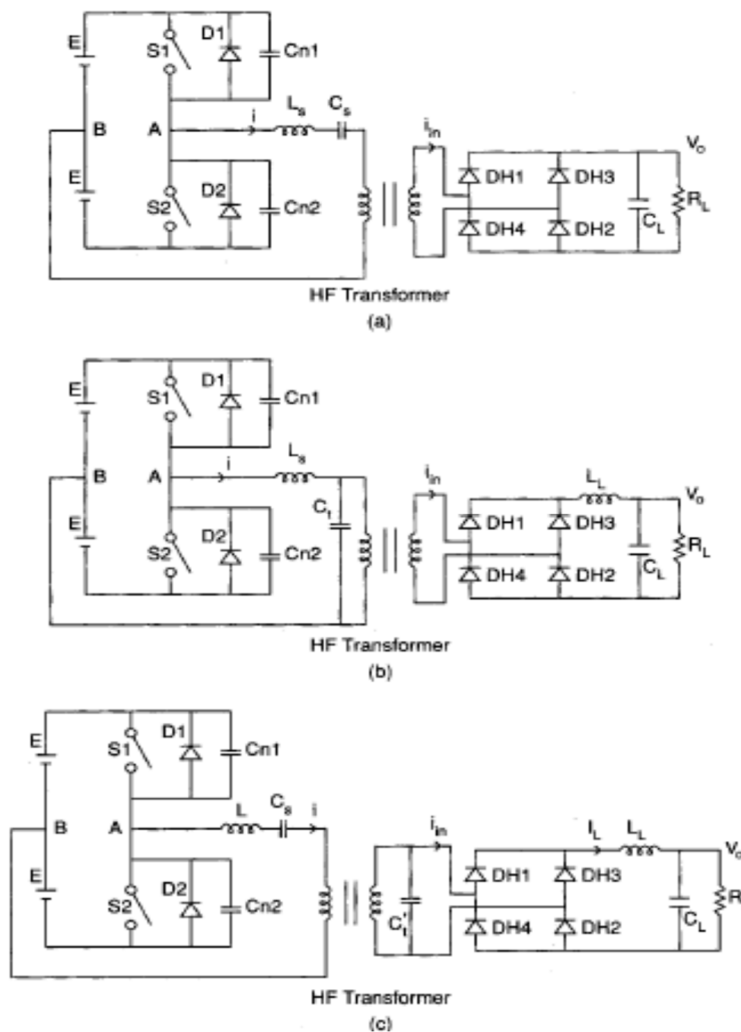 E S1 D1 Cn1
B A i Ls Cs
E S2 D2 Cn2
iin DH1 DH3 Vo
DH4 DH2 CL RL
HF Transformer
(a)
E S1 D1 Cn1
B A i Ls
E S2 D2 Cn2 Ct
iin DH1 DH3 LL Vo
DH4 DH2 CL RL
HF Transformer
(b)
E S1 D1 Cn1
B A L Cs i
E S2 D2 Cn2
iin DH1 DH3 IL LL Vo
C't DH4 DH2 CL R
HF Transformer
(c)